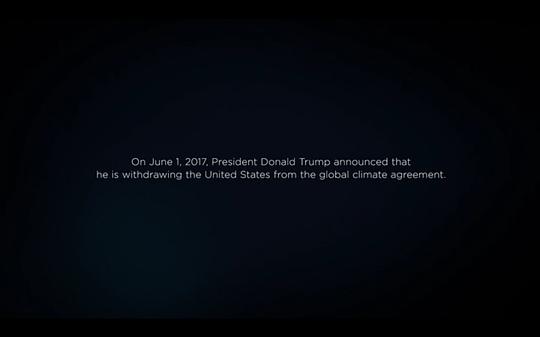 On June 1, 2017, President Donald Trump announced that
he is withdrawing the United States from the global climate agreement.